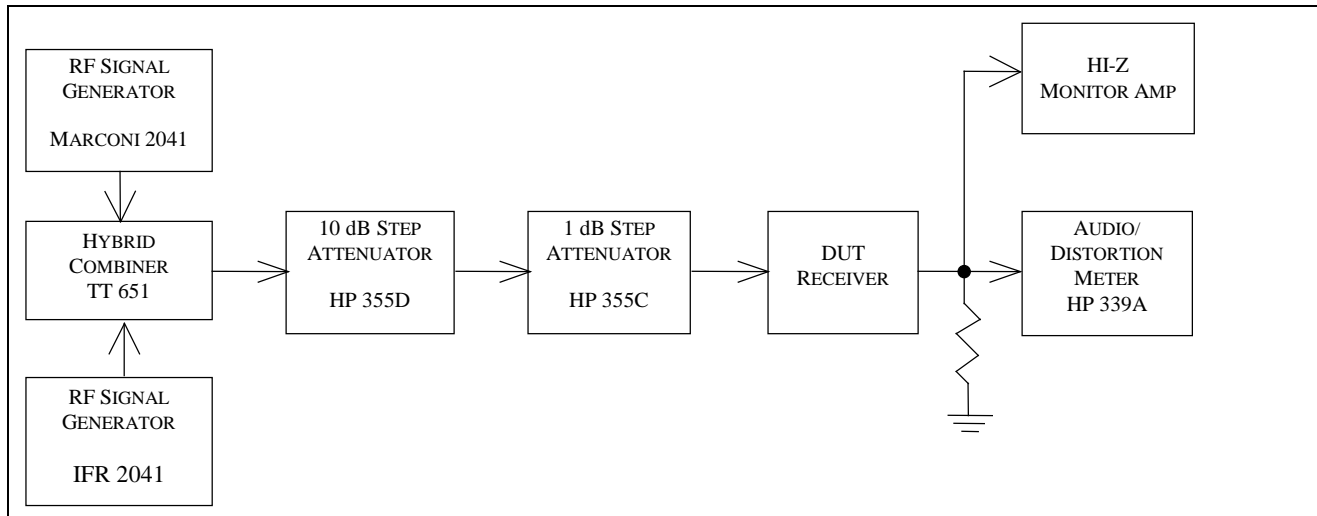 RF SIGNAL
GENERATOR
MARCONI 2041
HYBRID
COMBINER
TT 651
RF SIGNAL
GENERATOR
IFR 2041
10 dB STEP
ATTENUATOR
HP 355D
1 dB STEP
ATTENUATOR
HP 355C
DUT
RECEIVER
HI-Z
MONITOR AMP
AUDIO/
DISTORTION
METER
HP 339A